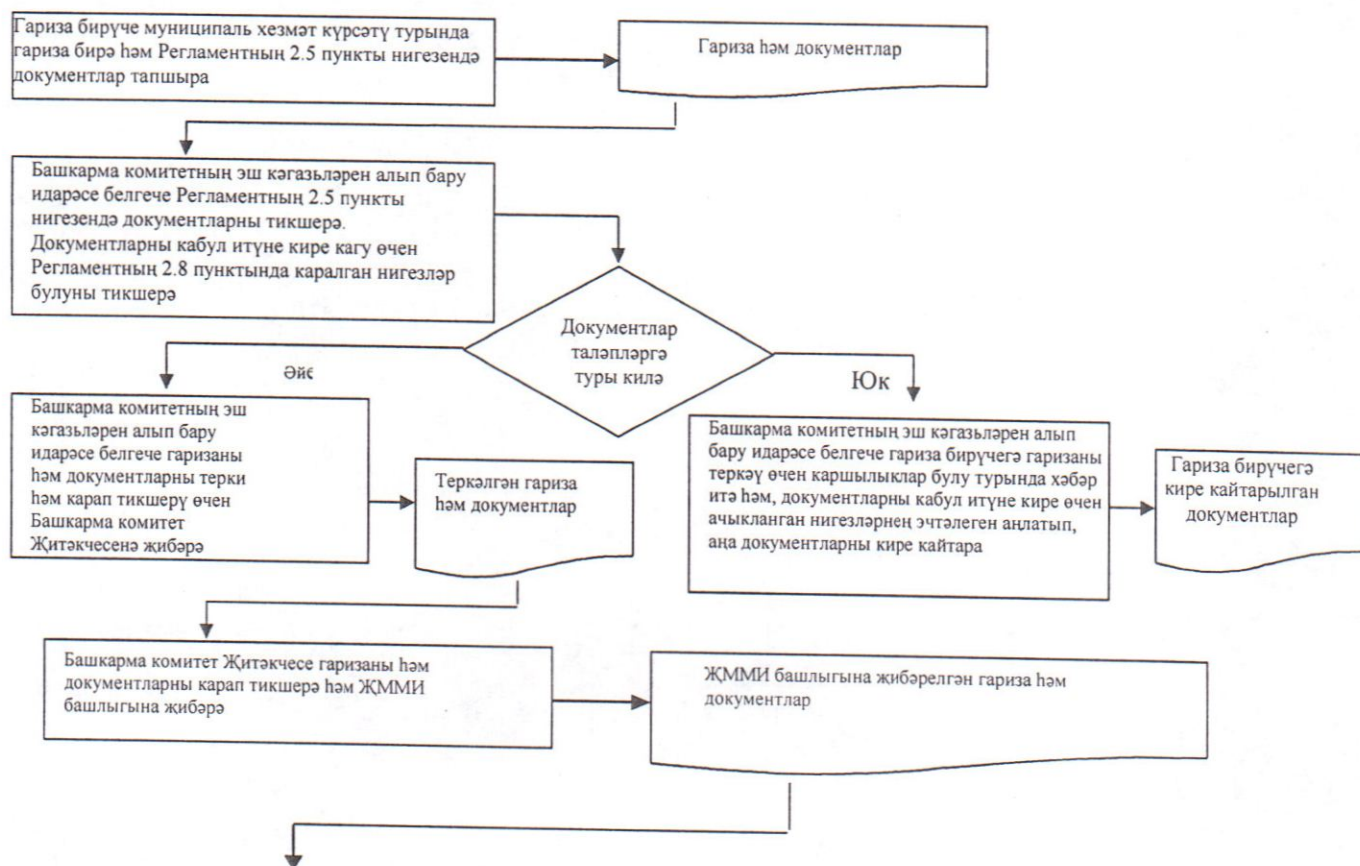 Гариза бирүче муниципаль хезмәт күрсәтү турында
гариза бирә һәм Регламентның 2.5 пункты нигезендә
документлар тапшыра
Гариза һәм документлар
Башкарма комитетның эш кәгазьләрен алып бару
идарәсе белгече Регламентның 2.5 пункты
нигезендә документларны тикшерә.
Документларны кабул итүне кире кагу өчен
Регламентның 2.8 пунктында каралган нигезләр
булуны тикшерә
Документлар
таләпләргә
туры килә
Әйе
Юк
Башкарма комитетның эш
кәгазьләрен алып бару
идарәсе белгече гаризаны
һәм документларны терки
һәм карап тикшерү өчен
Башкарма комитет
Җитәкчесенә җибәрә
Теркәлгән гариза
һәм документлар
Башкарма комитетның эш кәгазьләрен алып
бару идарәсе белгече гариза бирүчегә гаризаны
теркәү өчен каршылыклар булу турында хәбәр
итә һәм, документларны кабул итүне кире өчен
ачыкланган нигезләрнең эчтәлеген аңлатып,
аңа документларны кире кайтара
Гариза бирүчегә
кире кайтарылган
документлар
Башкарма комитет Җитәкчесе гаризаны һәм
документларны карап тикшерә һәм ҖММИ
башлыгына җибәрә
ҖММИ башлыгына җибәрелгән гариза һәм
документлар